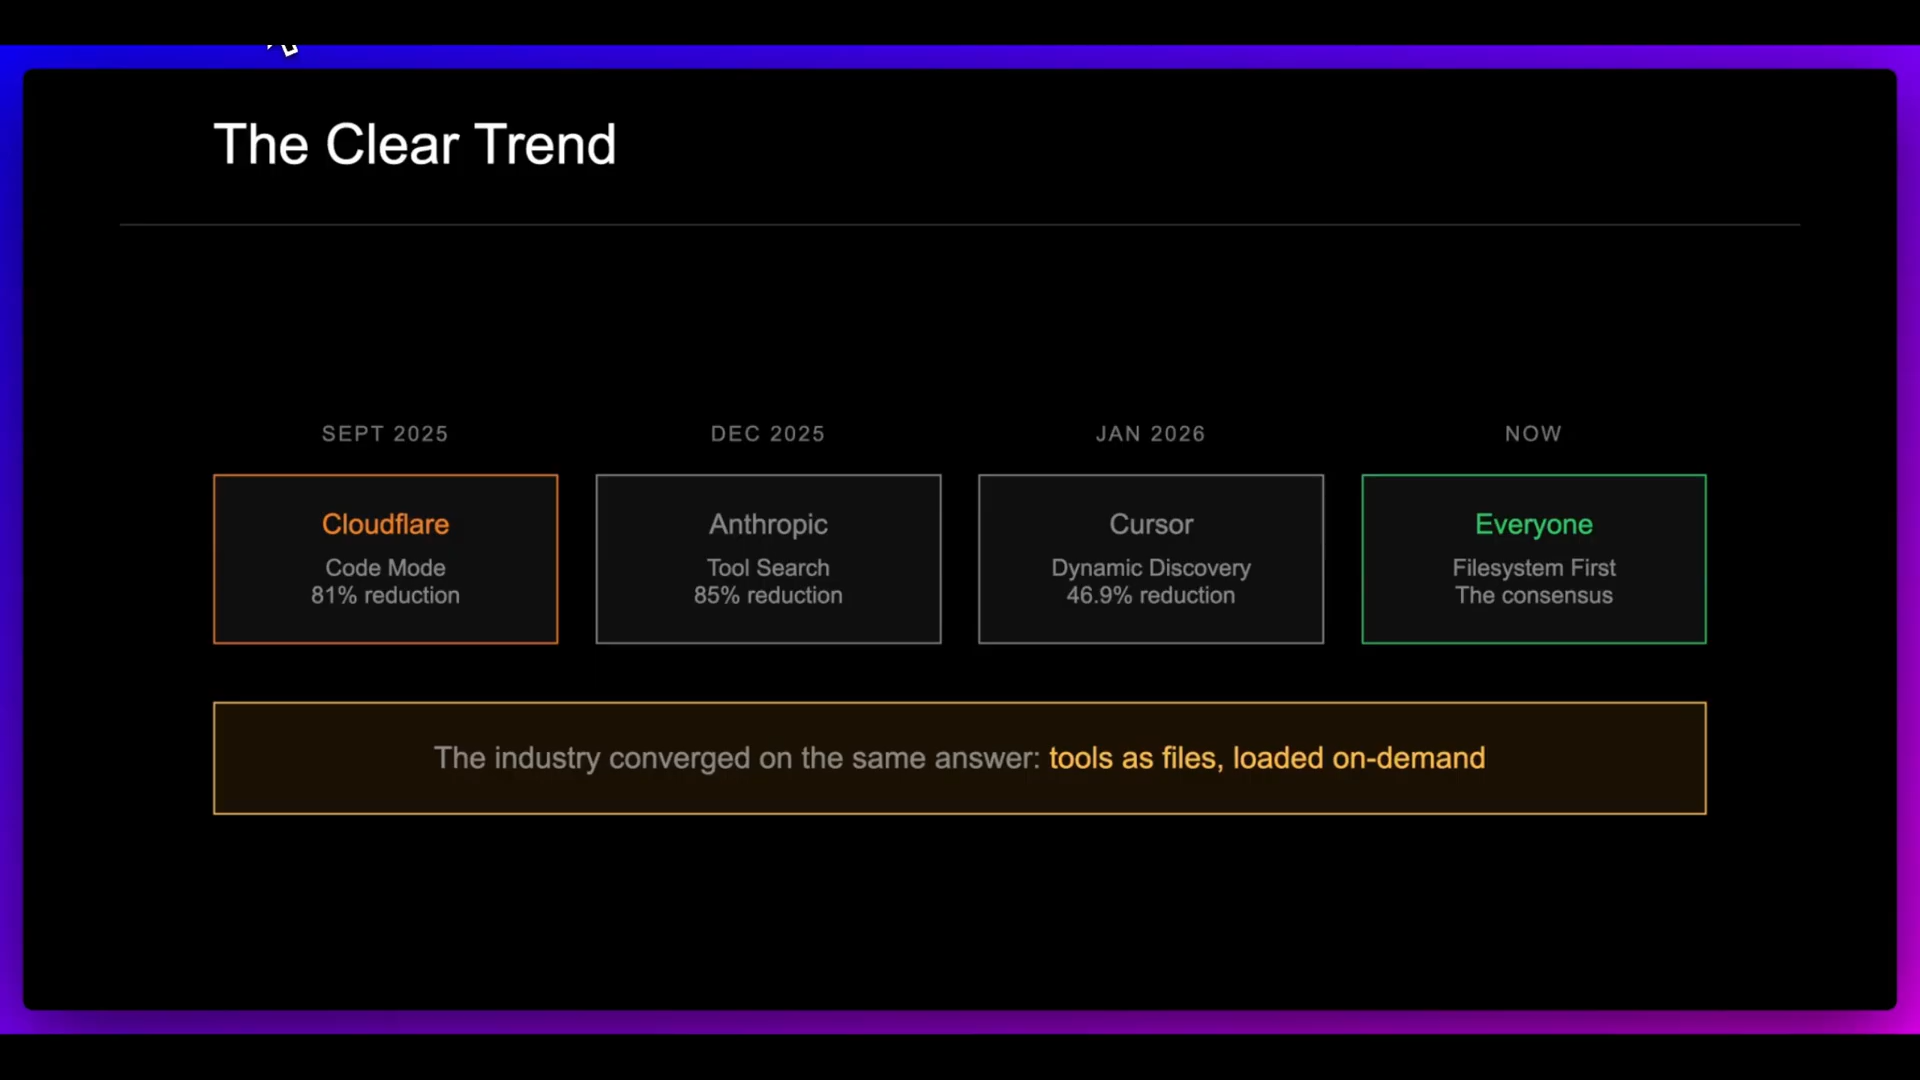 The Clear Trend
SEPT 2025
Cloudflare
Code Mode
81% reduction
DEC 2025
Anthropic
Tool Search
85% reduction
JAN 2026
Cursor
Dynamic Discovery
46.9% reduction
NOW
Everyone
Filesystem First
The consensus
The industry converged on the same answer: tools as files, loaded on-demand